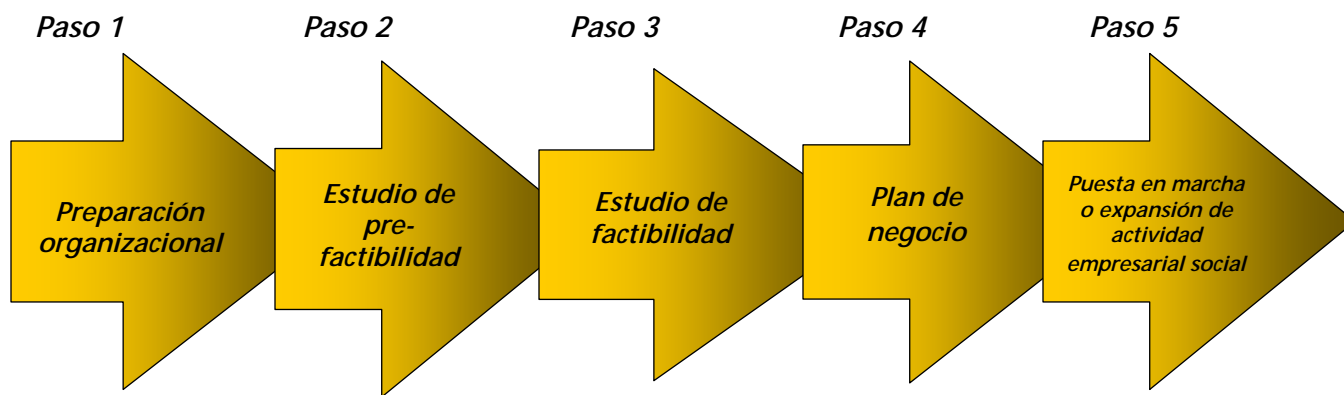 Paso 1
Paso 2
Paso 3
Paso 4
Paso 5
Preparación
organizacional
Estudio de
pre-
factibilidad
Estudio de
factibilidad
Plan de
negocio
Puesta en marcha
o expansión de
actividad
empresarial social